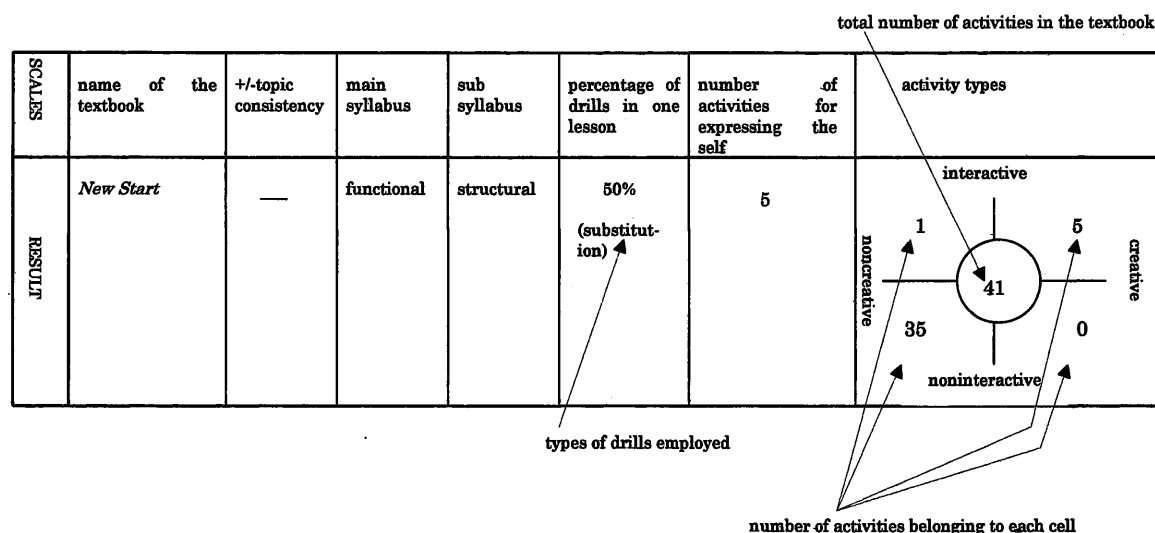 total number of activities in the textbook
SCALES
name of the
textbook
+/-topic
consistency
main
syllabus
sub
syllabus
percentage of
drills in one
lesson
number of
activities for
expressing the
self
activity types
RESULT
New Start
—
functional
structural
50%
(substitut-
ion)
5
interactive
noncreative
1
5
creative
41
35
0
noninteractive
types of drills employed
number of activities belonging to each cell